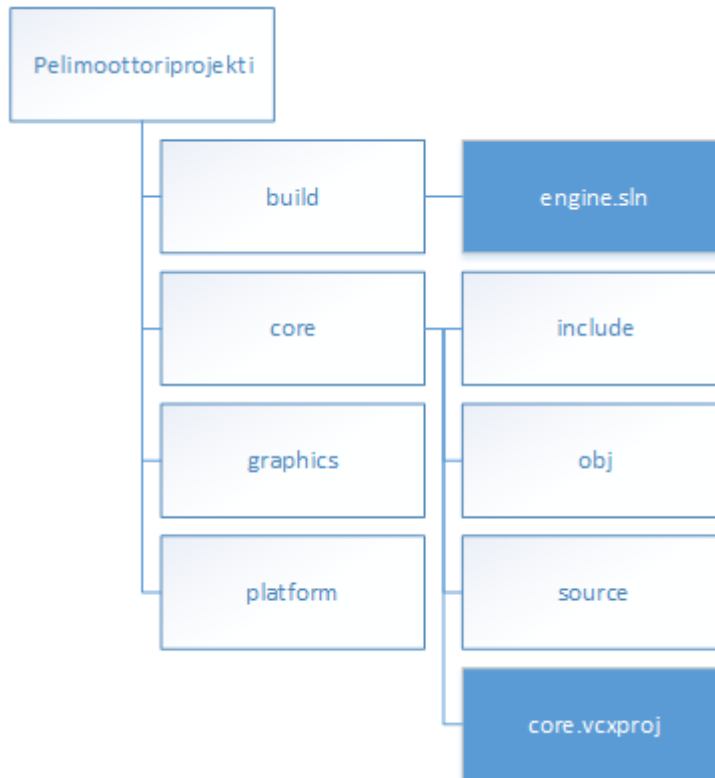 Pelimoottoriprojekti
build
engine.sln
core
include
graphics
obj
platform
source
core.vcxproj